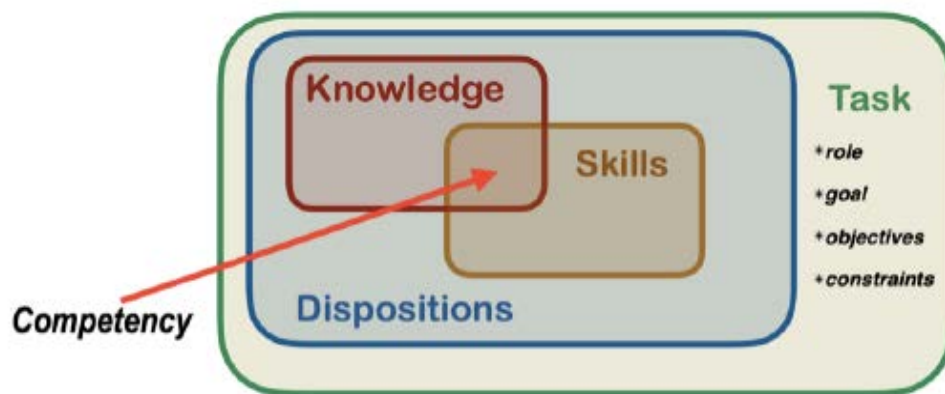 Knowledge
Task
*role
Skills
*goal
*objectives
*constraints
Dispositions
Competency